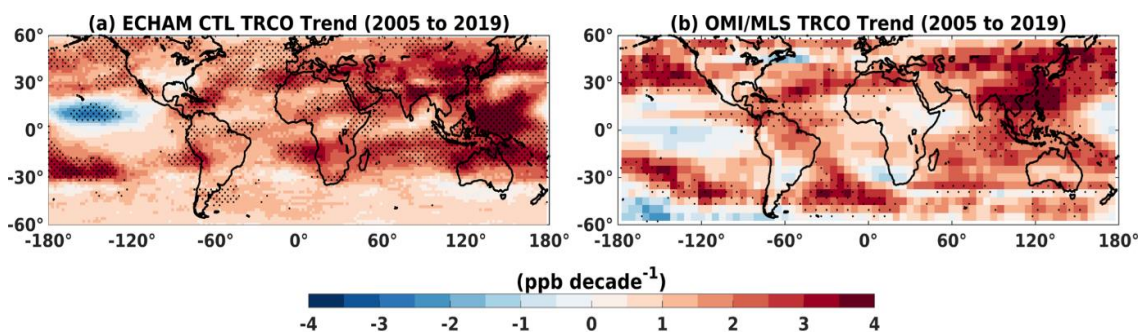 (a) ECHAM CTL TRCO Trend (2005 to 2019)
(b) OMI/MLS TRCO Trend (2005 to 2019)
60°
30°
0°
-30°
-60°
-180° -120° -60° 0° 60° 120° 180°
60°
30°
0°
-30°
-60°
-180° -120° -60° 0° 60° 120° 180°
(ppb decade⁻¹)
-4 -3 -2 -1 0 1 2 3 4